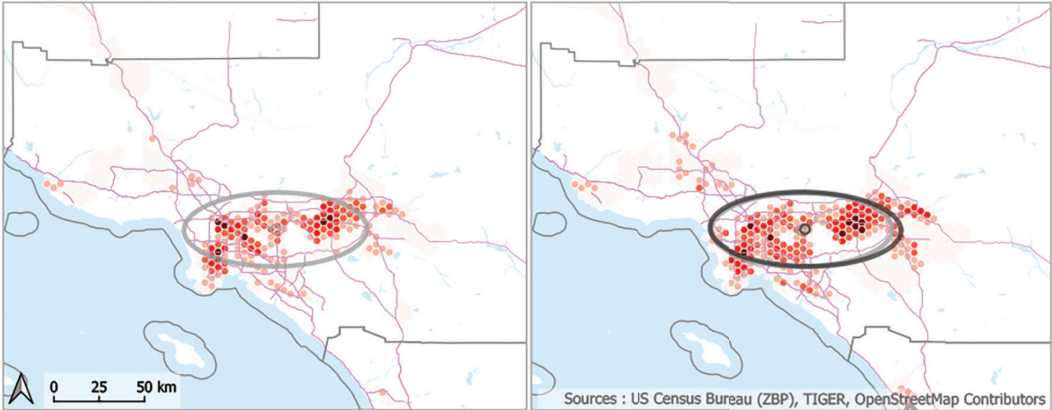 0 25 50 km
Sources : US Census Bureau (ZBP), TIGER, OpenStreetMap Contributors